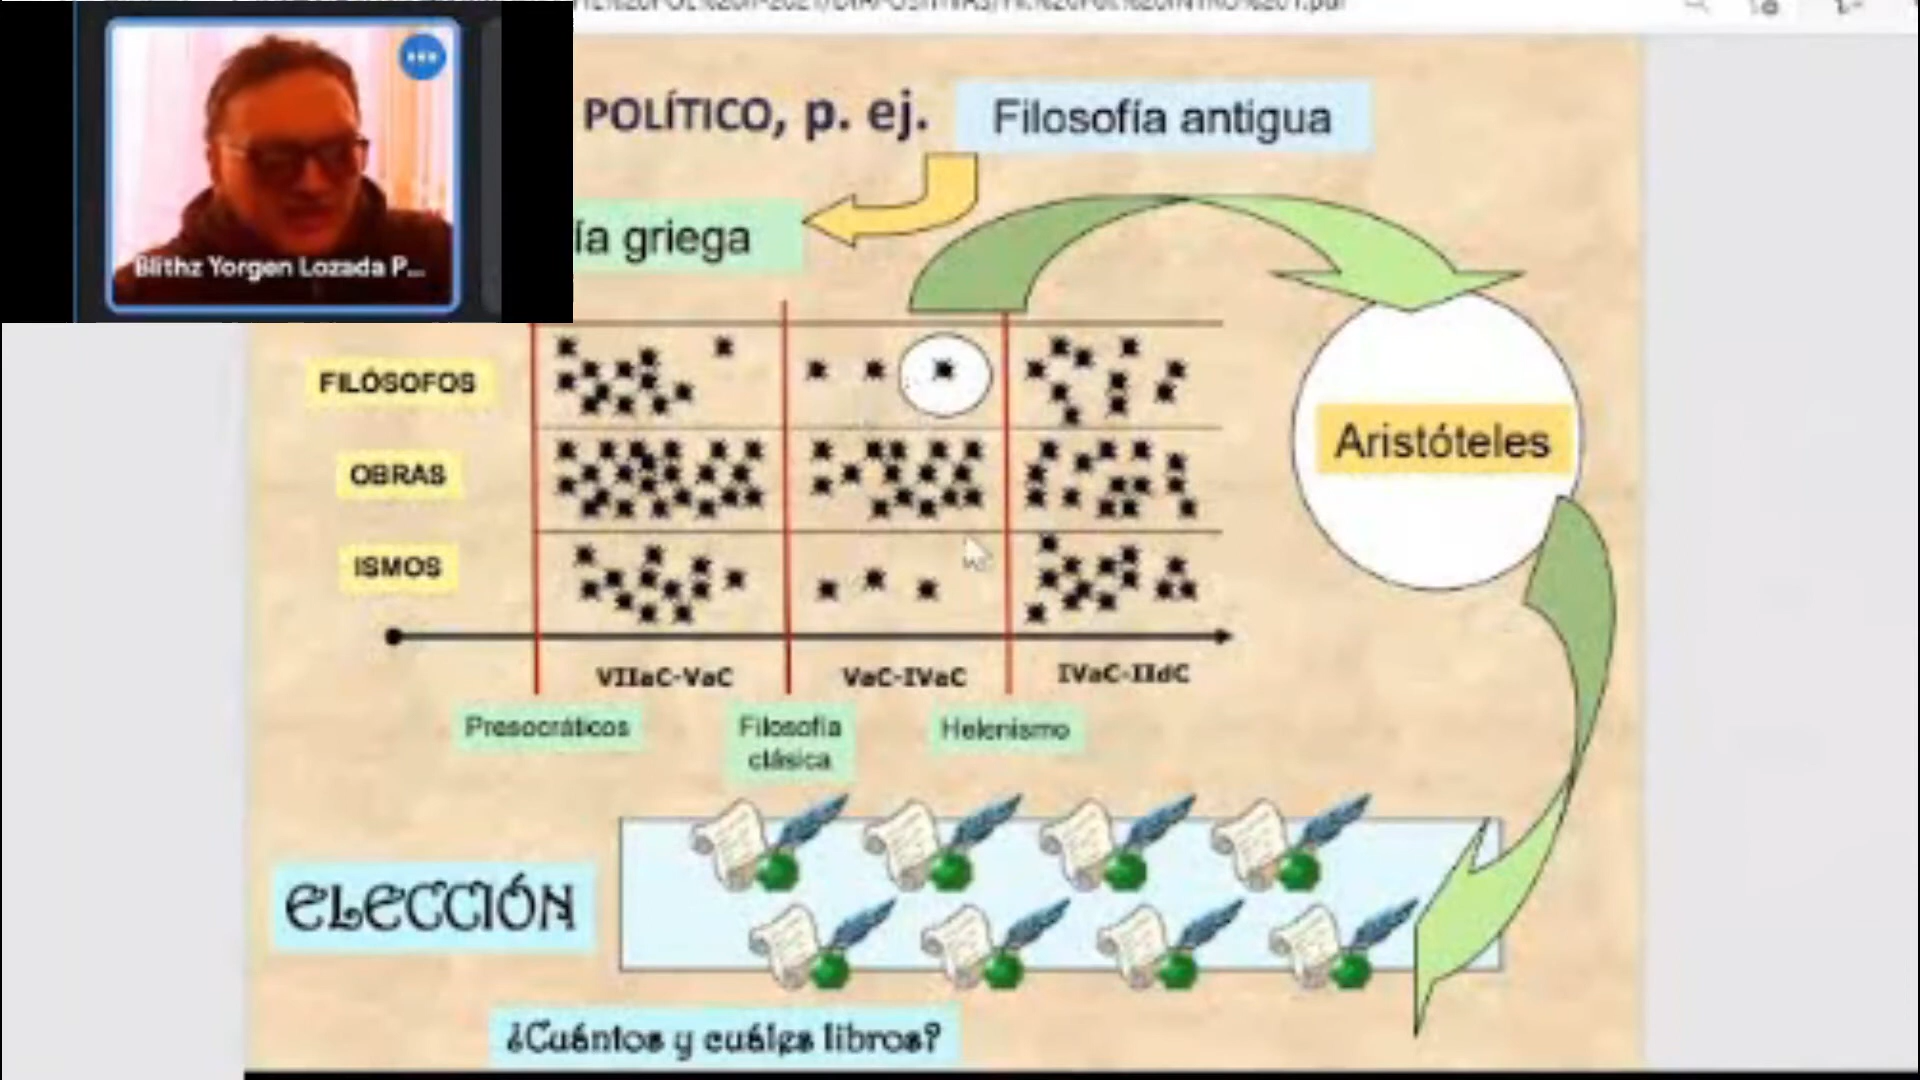 Blithz Yorgen Lozada P...
POLÍTICO, p. ej.
Filosofía antigua
ía griega
FILÓSOFOS
OBRAS
ISMOS
Aristóteles
VIIaC-VaC
VaC-IVaC
IVaC-IIdC
Presocráticos
Filosofía
clásica
Helenismo
ELECCIÓN
¿Cuántos y cuáles libros?